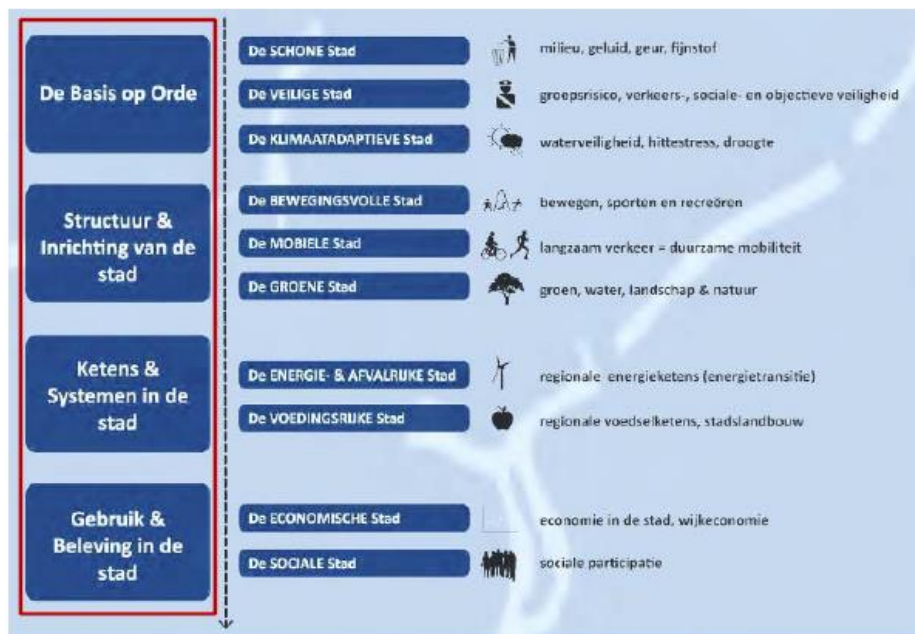 De Basis op Orde
De SCHONE Stad
milieu, geluid, geur, fijnstof
De VEILIGE Stad
groepsrisico, verkeers-, sociale- en objectieve veiligheid
De KLIMAATADAPTIEVE Stad
waterveiligheid, hittestress, droogte
Structuur &
Inrichting van de
stad
De BEWEGINGSVOLLE Stad
bewegen, sporten en recreëren
De MOBIELE Stad
langzaam verkeer = duurzame mobiliteit
De GROENE Stad
groen, water, landschap & natuur
Ketens &
Systemen in de
stad
De ENERGIE- & AFVALRIJKE Stad
regionale energieketens (energietransitie)
De VOEDINGSRIJKE Stad
regionale voedselketens, stadslandbouw
Gebruik &
Beleving in de
stad
De ECONOMISCHE Stad
economie in de stad, wijkeconomie
De SOCIALE Stad
sociale participatie